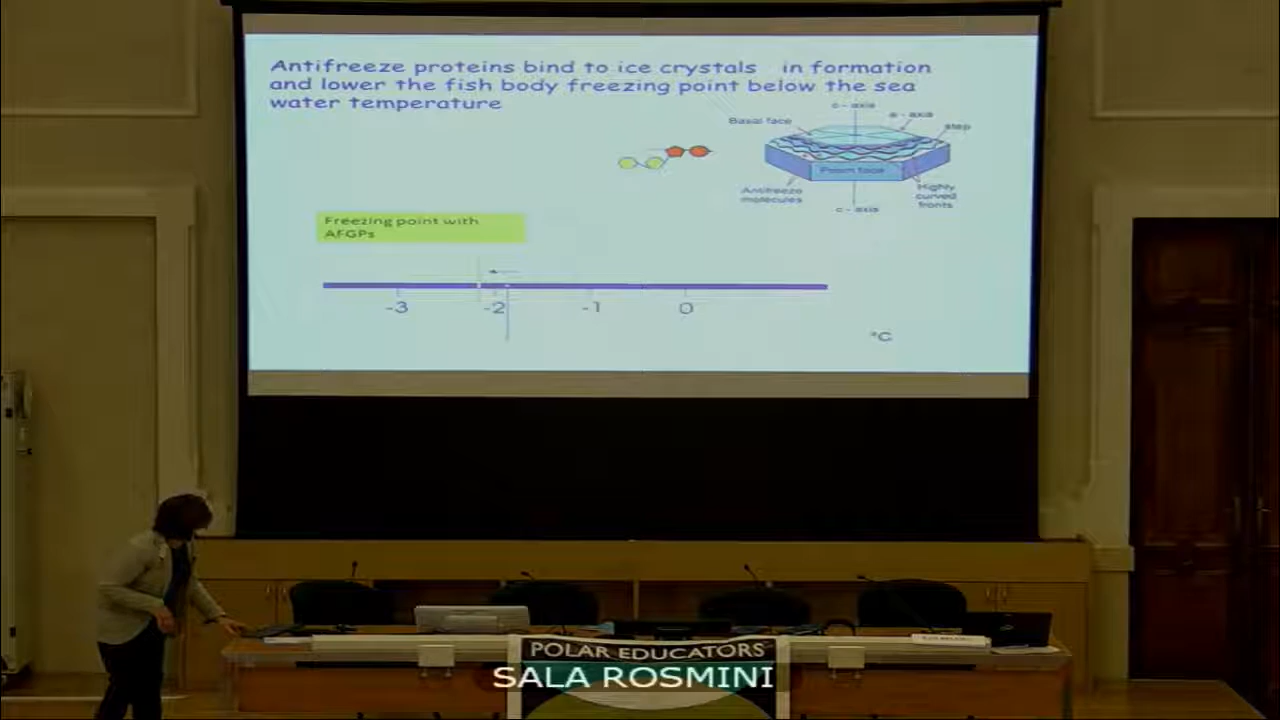 Antifreeze proteins bind to ice crystals in formation
and lower the fish body freezing point below the sea
water temperature
c - axis
Basal face
a - axis
step
Prism face
Antifreeze
molecules
Highly
curved
fronts
c - axis
Freezing point with
AFGPs
-3
-2
-1
0
°C
POLAR EDUCATORS
SALA ROSMINI